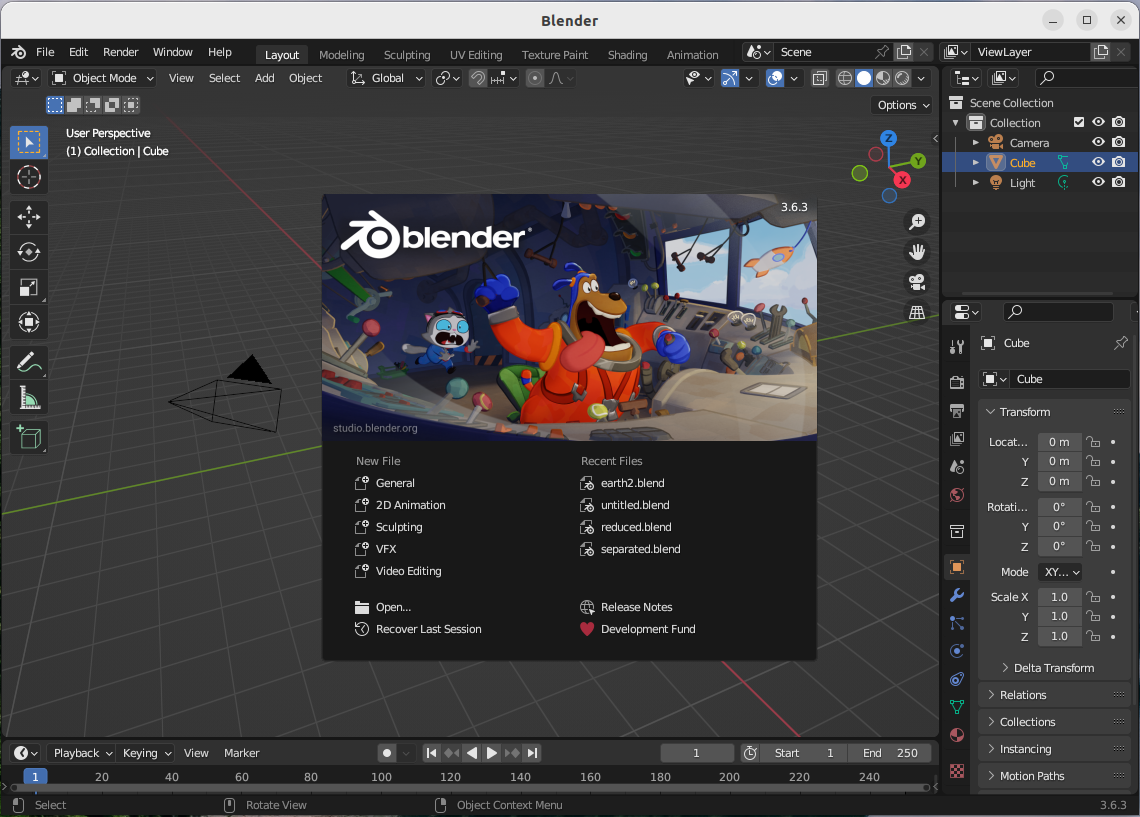 Blender
File Edit Render Window Help Layout Modeling Sculpting UV Editing Texture Paint Shading Animation Scene ViewLayer
Object Mode View Select Add Object Global
Options
User Perspective
(1) Collection | Cube
Z
Y
X
Scene Collection
Collection
Camera
Cube
Light
3.6.3
blender
studio.blender.org
New File
General
2D Animation
Sculpting
VFX
Video Editing
Open...
Recover Last Session
Recent Files
earth2.blend
untitled.blend
reduced.blend
separated.blend
Release Notes
Development Fund
Cube
Cube
Transform
Locat... 0 m
Y 0 m
Z 0 m
Rotati... 0°
Y 0°
Z 0°
Mode XY...
Scale X 1.0
Y 1.0
Z 1.0
Delta Transform
Relations
Collections
Instancing
Motion Paths
Playback Keying View Marker 1 Start 1 End 250
1 20 40 60 80 100 120 140 160 180 200 220 240
Select Rotate View Object Context Menu 3.6.3